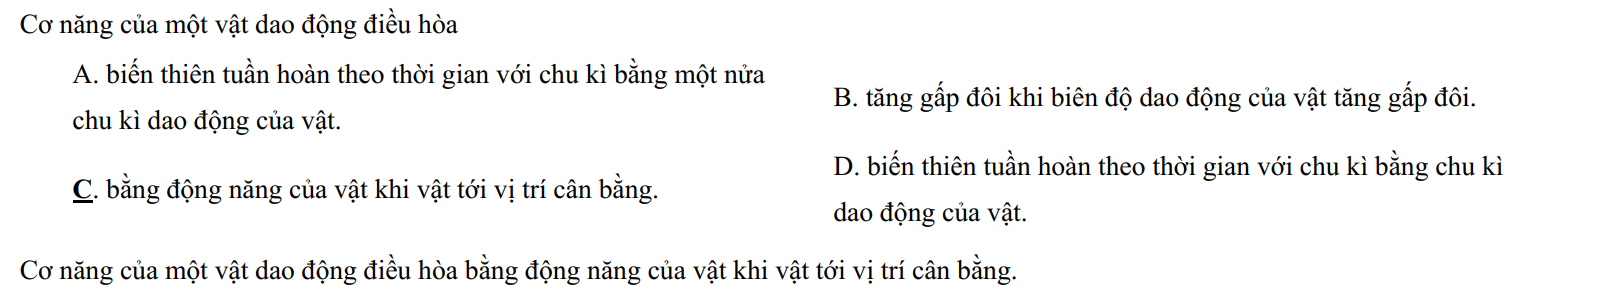 Cơ năng của một vật dao động điều hòa
A. biến thiên tuần hoàn theo thời gian với chu kì bằng một nửa
chu kì dao động của vật.
B. tăng gấp đôi khi biên độ dao động của vật tăng gấp đôi.
C. bằng động năng của vật khi vật tới vị trí cân bằng.
D. biến thiên tuần hoàn theo thời gian với chu kì bằng chu kì
dao động của vật.
Cơ năng của một vật dao động điều hòa bằng động năng của vật khi vật tới vị trí cân bằng.